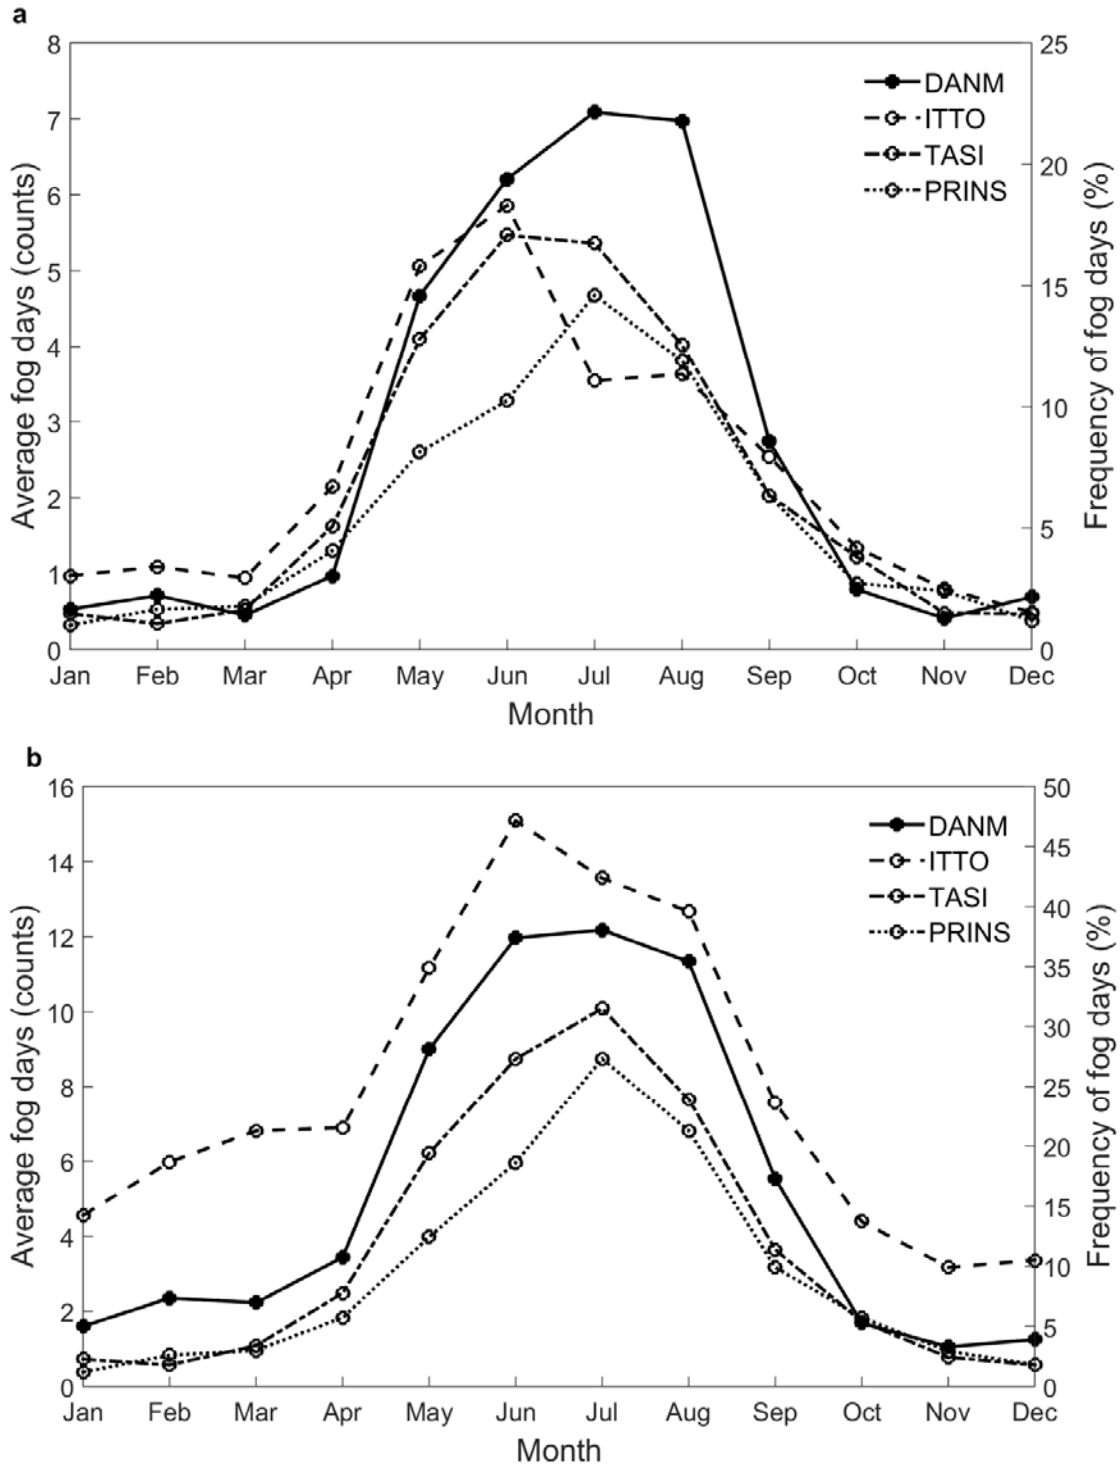 a
8
7
6
5
4
3
2
1
0
Average fog days (counts)
25
20
15
10
5
0
Frequency of fog days (%)
DANM
ITTO
TASI
PRINS
Jan Feb Mar Apr May Jun Jul Aug Sep Oct Nov Dec
Month
b
16
14
12
10
8
6
4
2
0
Average fog days (counts)
50
45
40
35
30
25
20
15
10
5
0
Frequency of fog days (%)
DANM
ITTO
TASI
PRINS
Jan Feb Mar Apr May Jun Jul Aug Sep Oct Nov Dec
Month